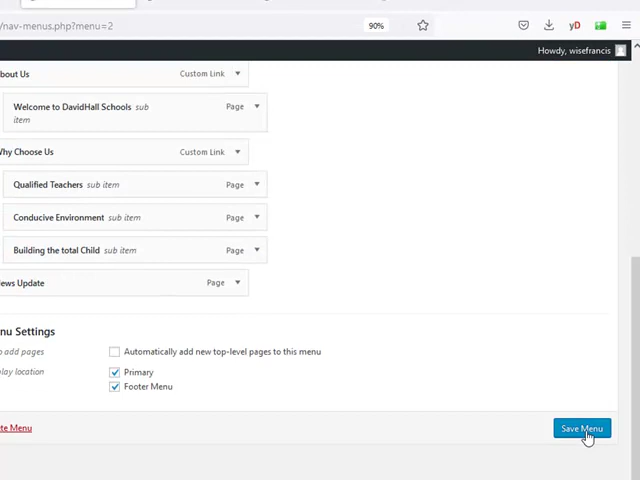 /nav-menus.php?menu=2
90%
yD
Howdy, wisefrancis
bout Us Custom Link
Welcome to DavidHall Schools sub Page
item
Why Choose Us Custom Link
Qualified Teachers sub item Page
Conducive Environment sub item Page
Building the total Child sub item Page
ews Update Page
nu Settings
o add pages Automatically add new top-level pages to this menu
lay location Primary
Footer Menu
te Menu Save Menu